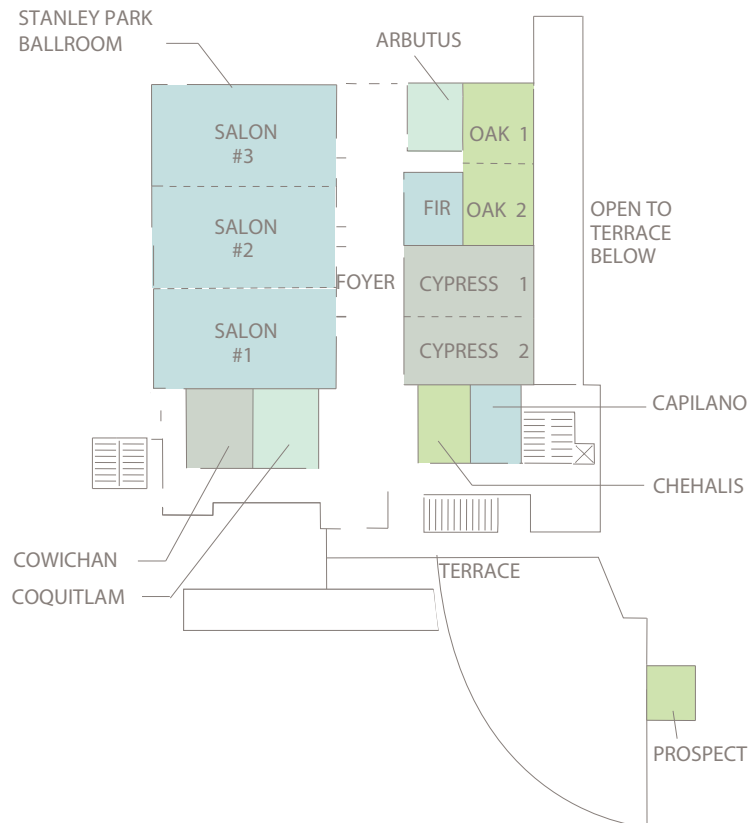 STANLEY PARK
BALLROOM
ARBUTUS
SALON
#3
OAK 1
SALON
#2
FIR
OAK 2
OPEN TO
TERRACE
BELOW
FOYER
CYPRESS 1
SALON
#1
CYPRESS 2
CAPILANO
CHEHALIS
COWICHAN
COQUITLAM
TERRACE
PROSPECT